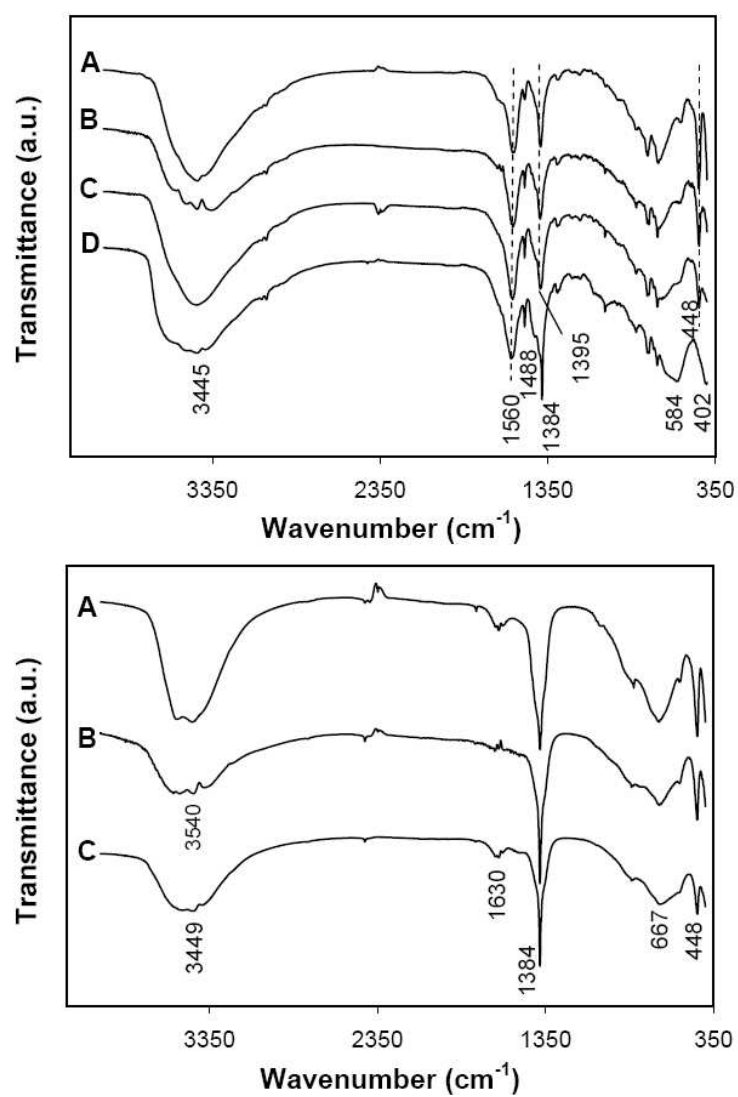 A
B
C
D
Transmittance (a.u.)
3445
1560
1488
1384
1395
584
448
402
3350
2350
1350
350
Wavenumber (cm⁻¹)
A
B
C
Transmittance (a.u.)
3540
3449
1630
1384
667
448
3350
2350
1350
350
Wavenumber (cm⁻¹)